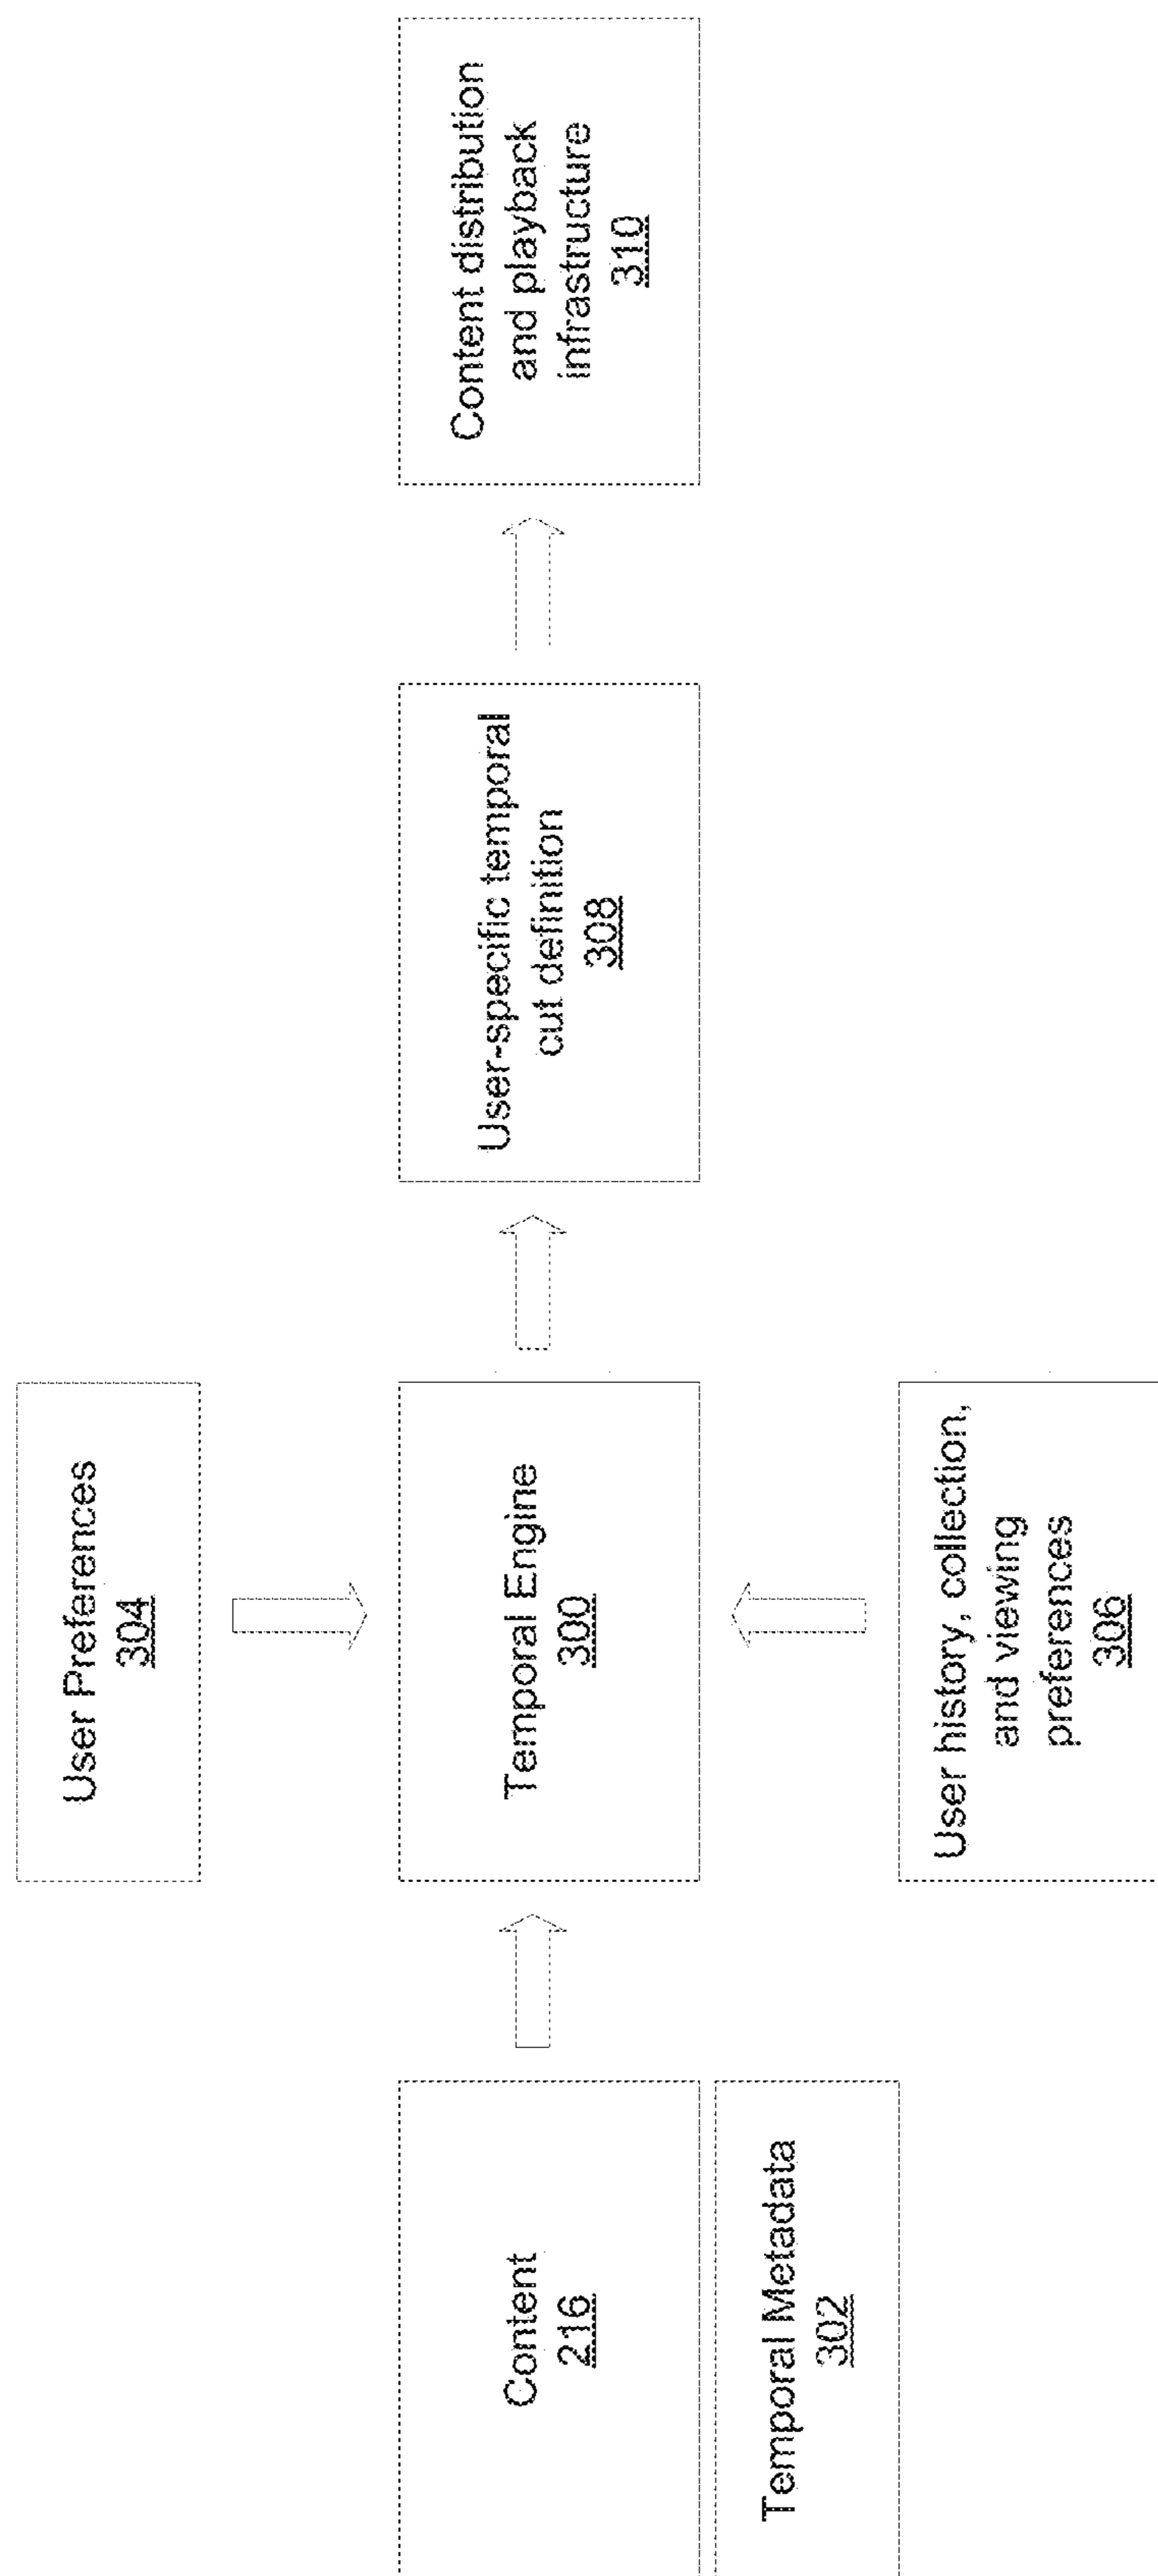 User Preferences
304
Content
216
Temporal Metadata
302
Temporal Engine
300
User history, collection,
and viewing
preferences
306
User-specific temporal
cut definition
308
Content distribution
and playback
infrastructure
310